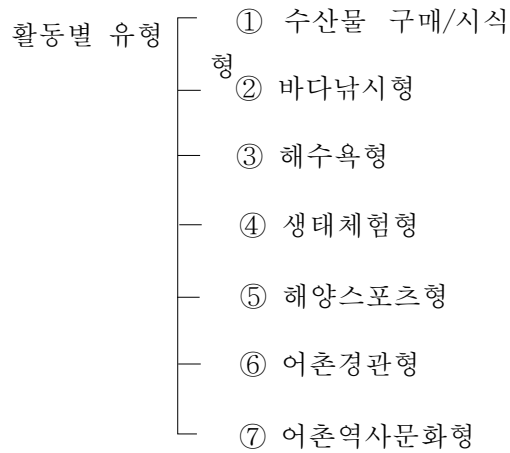 활동별 유형
① 수산물 구매/시식
형
② 바다낚시형
③ 해수욕형
④ 생태체험형
⑤ 해양스포츠형
⑥ 어촌경관형
⑦ 어촌역사문화형